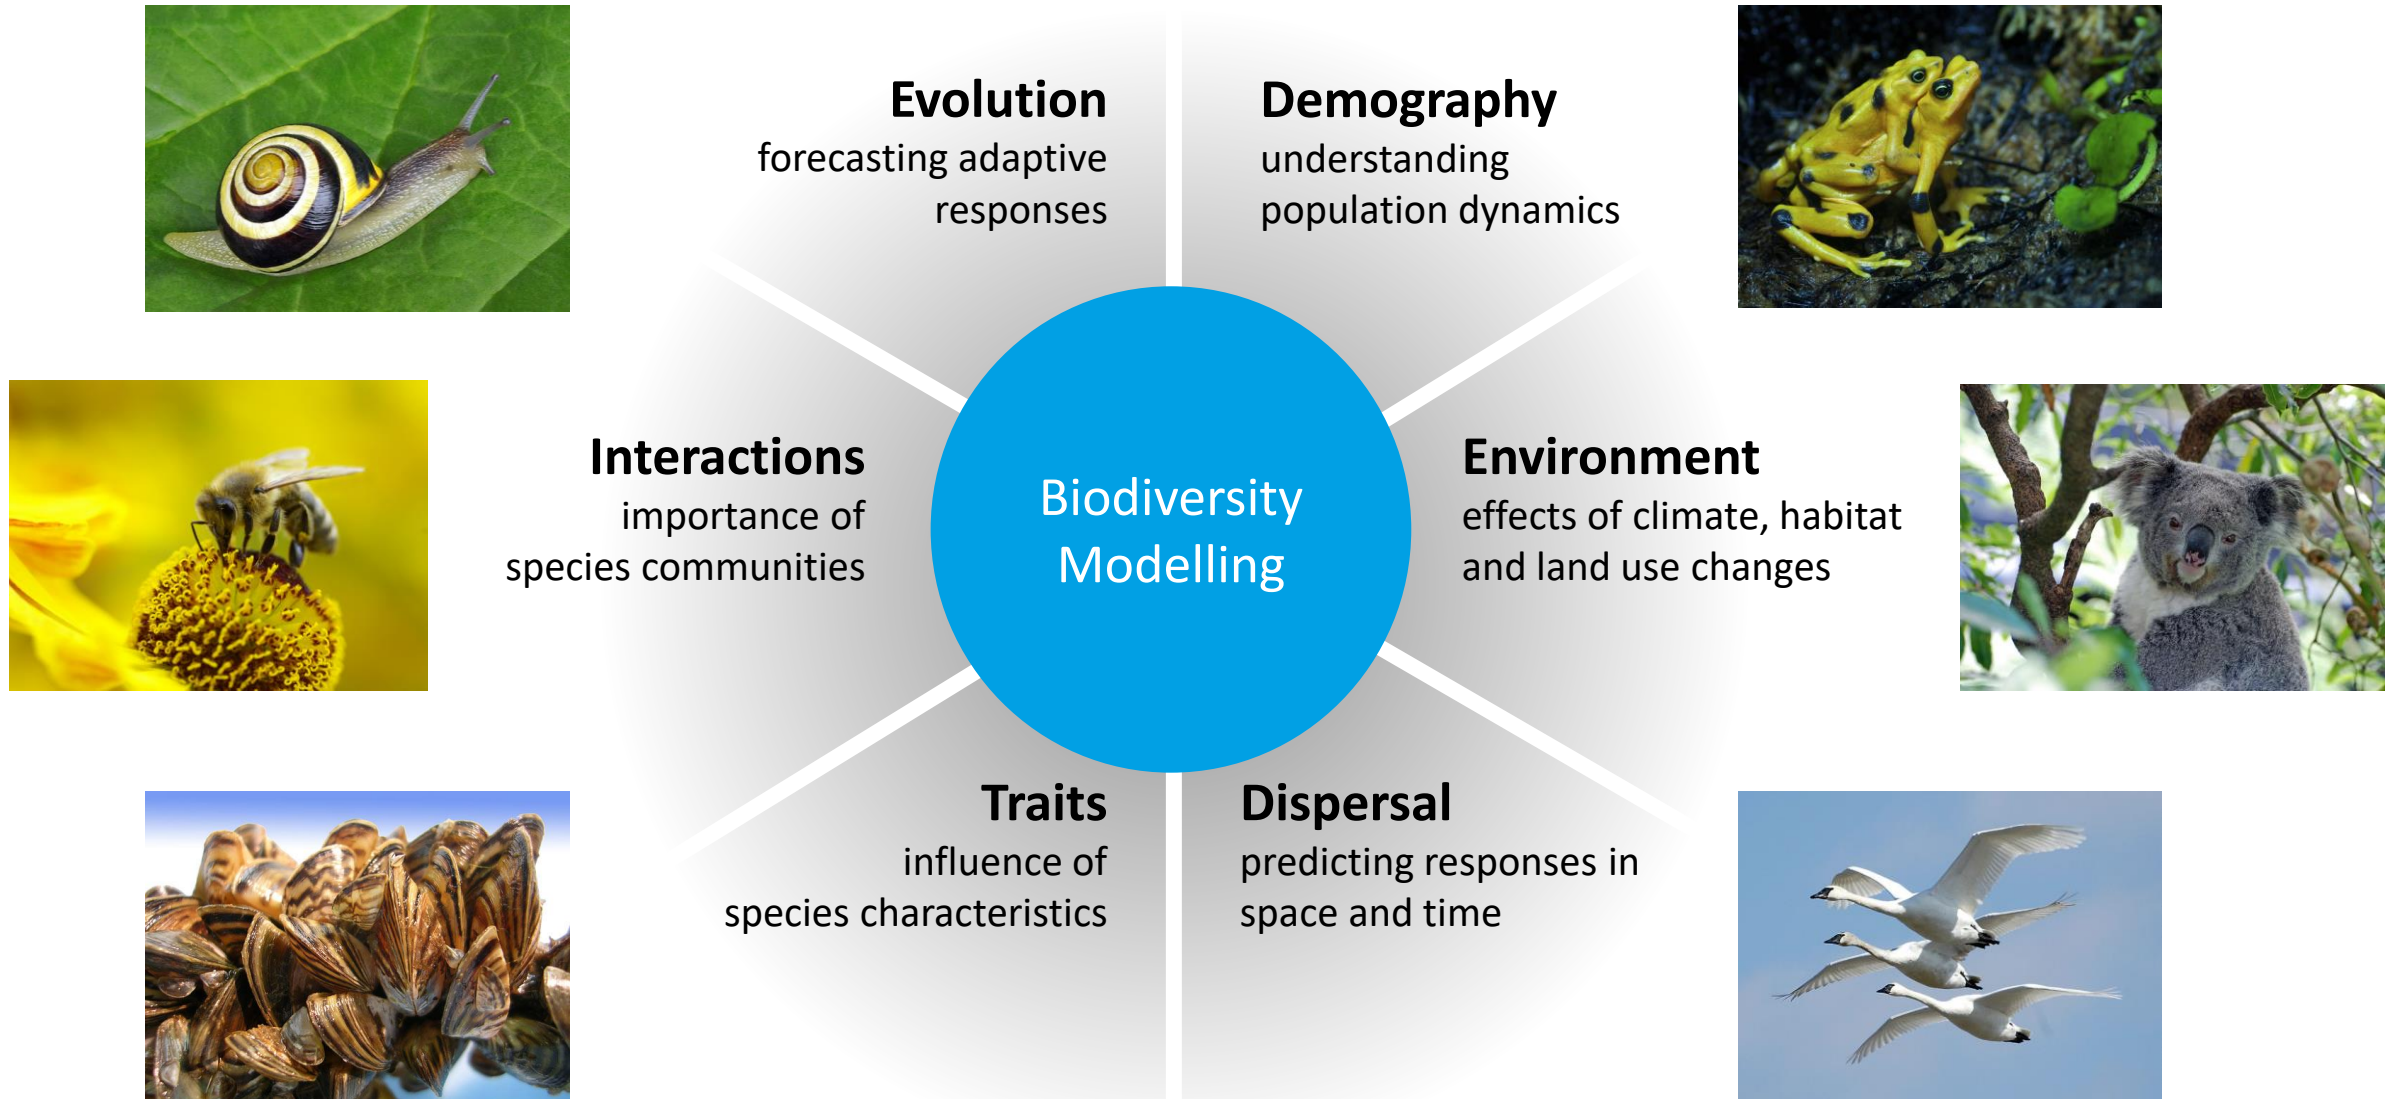 Evolution
forecasting adaptive
responses
Demography
understanding
population dynamics
Interactions
importance of
species communities
Biodiversity
Modelling
Environment
effects of climate, habitat
and land use changes
Traits
influence of
species characteristics
Dispersal
predicting responses in
space and time